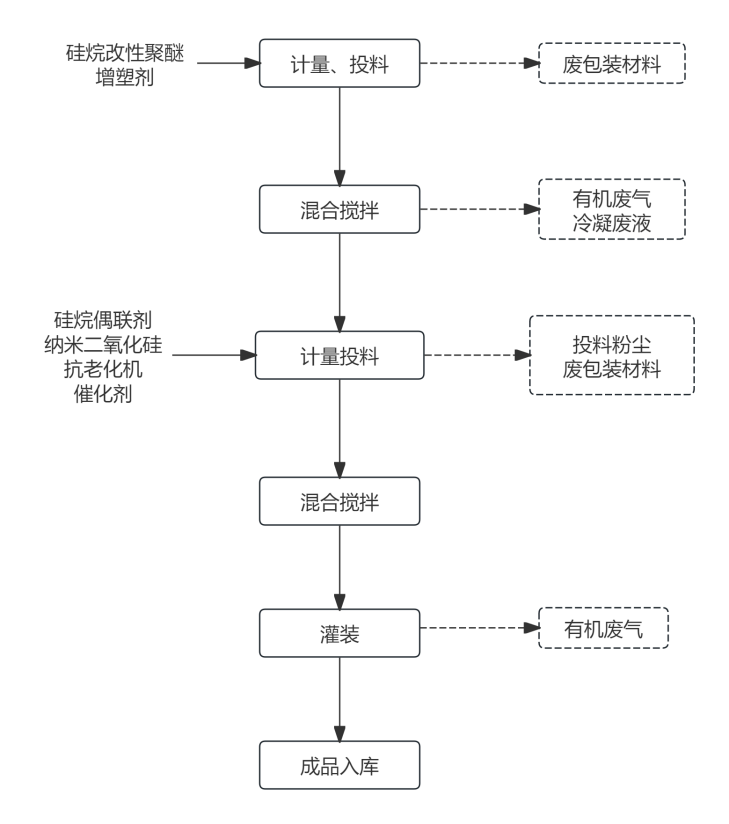 硅烷改性聚醚
增塑剂
计量、投料
废包装材料
混合搅拌
有机废气
冷凝废液
硅烷偶联剂
纳米二氧化硅
抗老化机
催化剂
计量投料
投料粉尘
废包装材料
混合搅拌
灌装
有机废气
成品入库